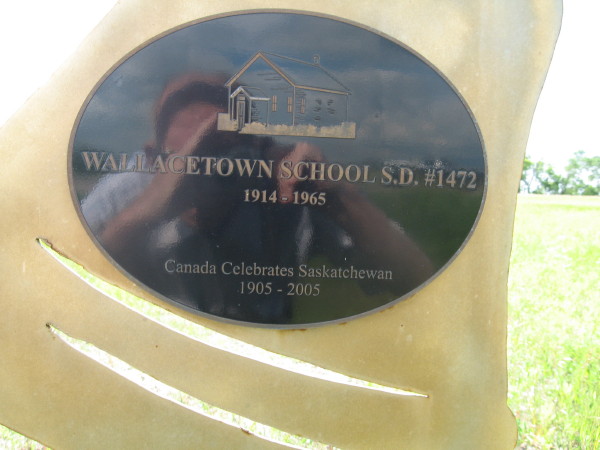 WALLACETOWN SCHOOL S.D. #1472
1914 - 1965
Canada Celebrates Saskatchewan
1905 - 2005